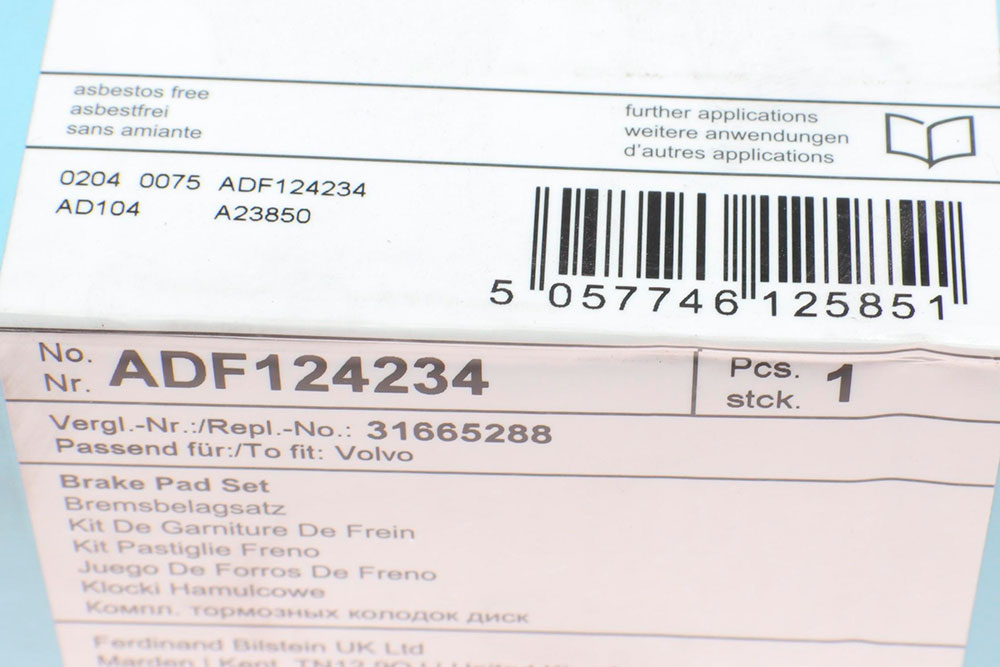 asbestos free
asbestfrei
sans amiante
further applications
weitere anwendungen
d'autres applications
0204 0075 ADF124234
AD104 A23850
5 057746 125851
No.
Nr. ADF124234
Pcs.
stck. 1
Vergl.-Nr.:/Repl.-No.: 31665288
Passend für:/To fit: Volvo
Brake Pad Set
Bremsbelagsatz
Kit De Garniture De Frein
Kit Pastiglie Freno
Juego De Forros De Freno
Klocki Hamulcowe
Компл. тормозных колодок диск
Ferdinand Bilstein UK Ltd
Marden | Kent, TN12